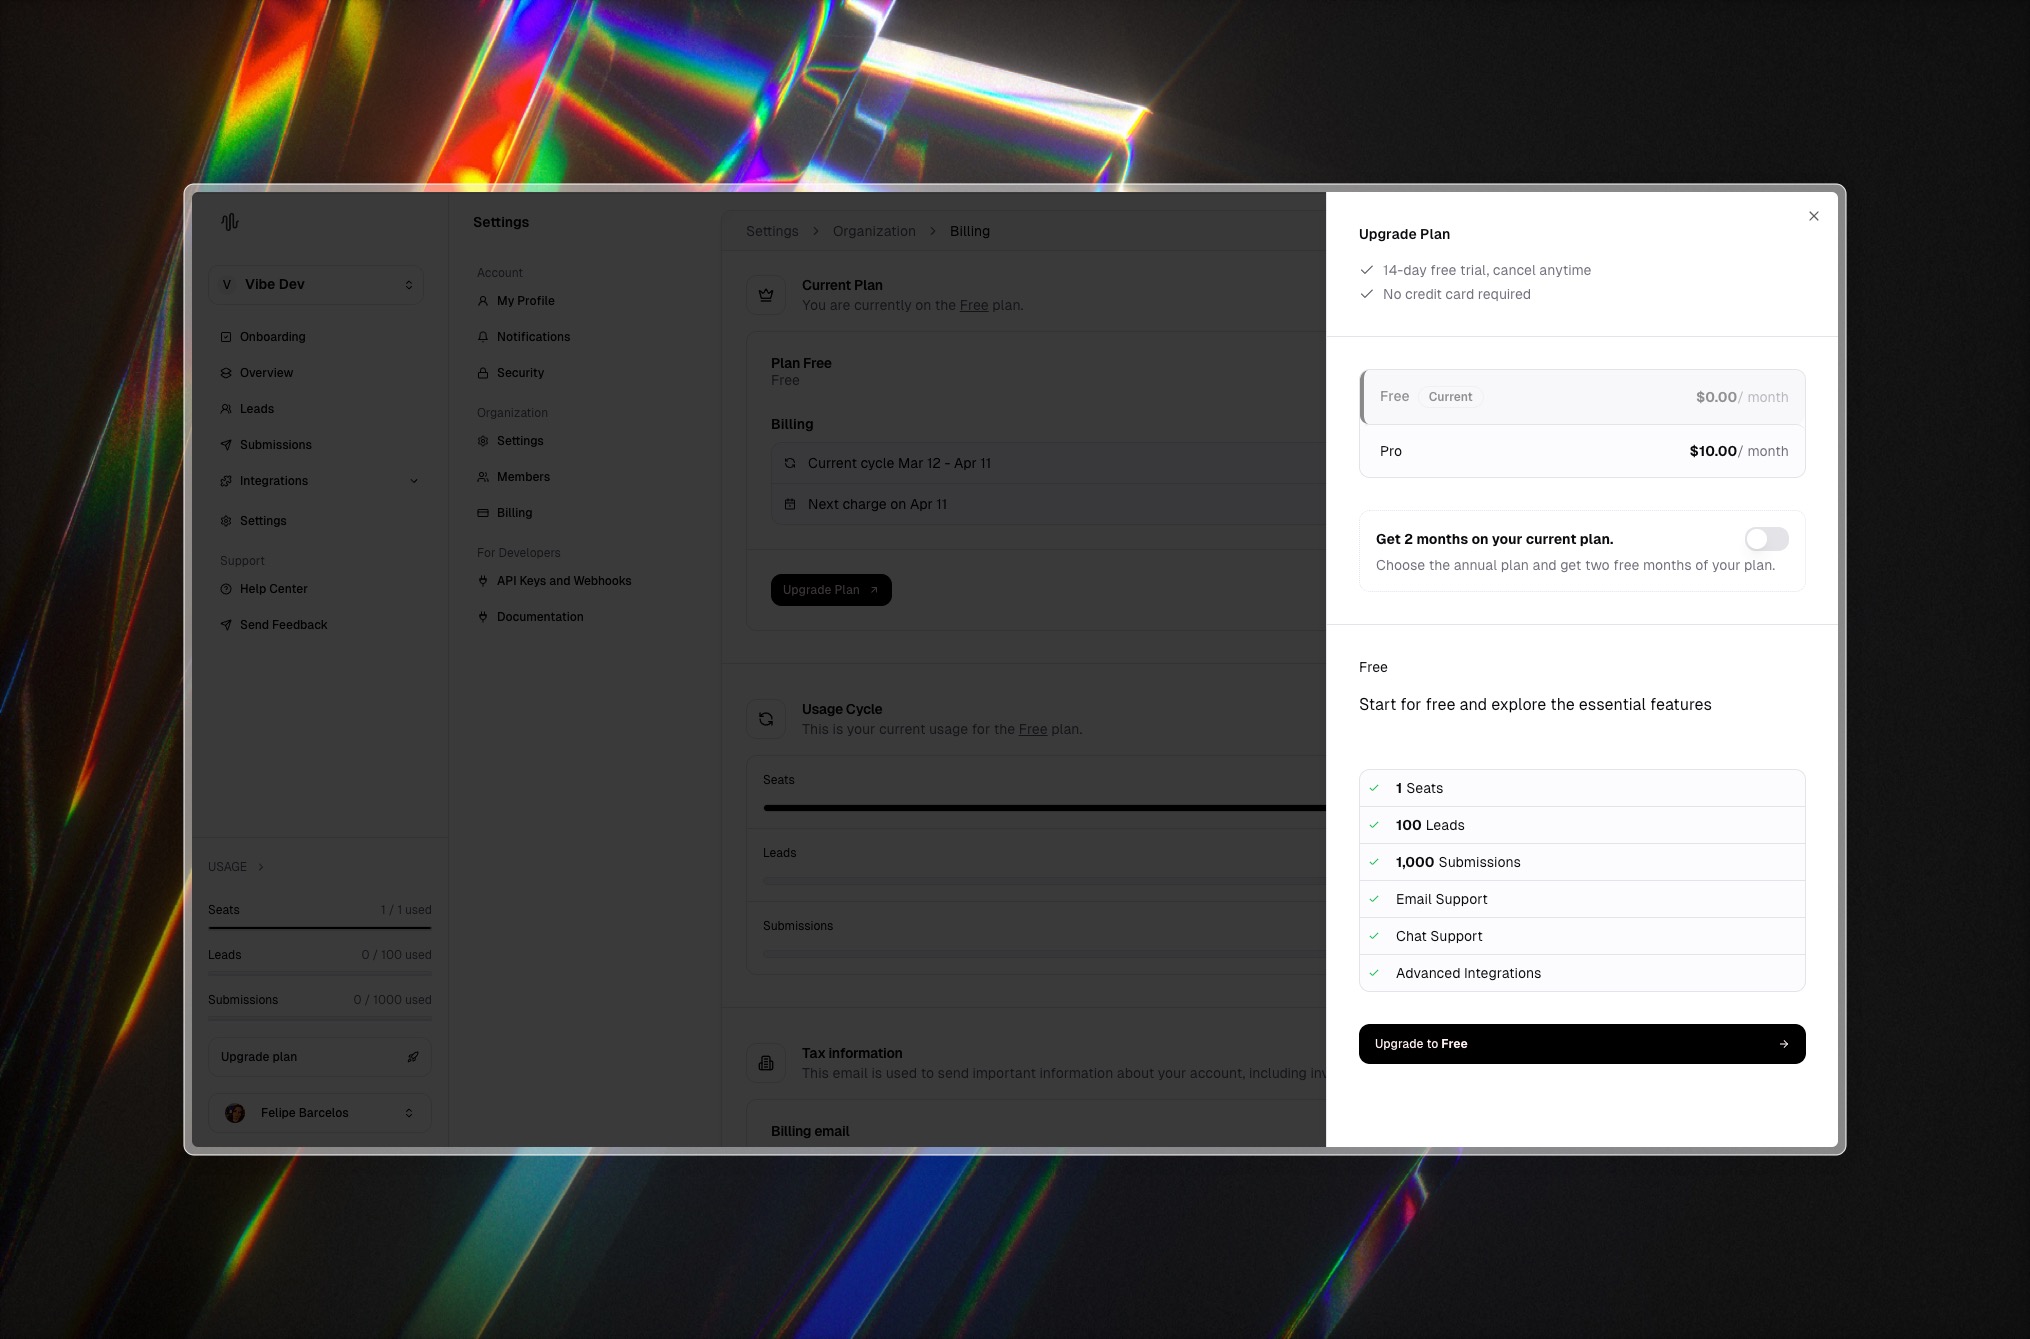 V Vibe Dev
Onboarding
Overview
Leads
Submissions
Integrations
Settings
Support
Help Center
Send Feedback
USAGE
Seats 1 / 1 used
Leads 0 / 100 used
Submissions 0 / 1000 used
Upgrade plan
Felipe Barcelos
Settings
Account
My Profile
Notifications
Security
Organization
Settings
Members
Billing
For Developers
API Keys and Webhooks
Documentation
Settings > Organization > Billing
Current Plan
You are currently on the Free plan.
Plan Free
Free
Billing
Current cycle Mar 12 - Apr 11
Next charge on Apr 11
Upgrade Plan
Usage Cycle
This is your current usage for the Free plan.
Seats
Leads
Submissions
Tax information
This email is used to send important information about your account, including
Billing email
Upgrade Plan
14-day free trial, cancel anytime
No credit card required
Free Current $0.00/ month
Pro $10.00/ month
Get 2 months on your current plan.
Choose the annual plan and get two free months of your plan.
Free
Start for free and explore the essential features
1 Seats
100 Leads
1,000 Submissions
Email Support
Chat Support
Advanced Integrations
Upgrade to Free